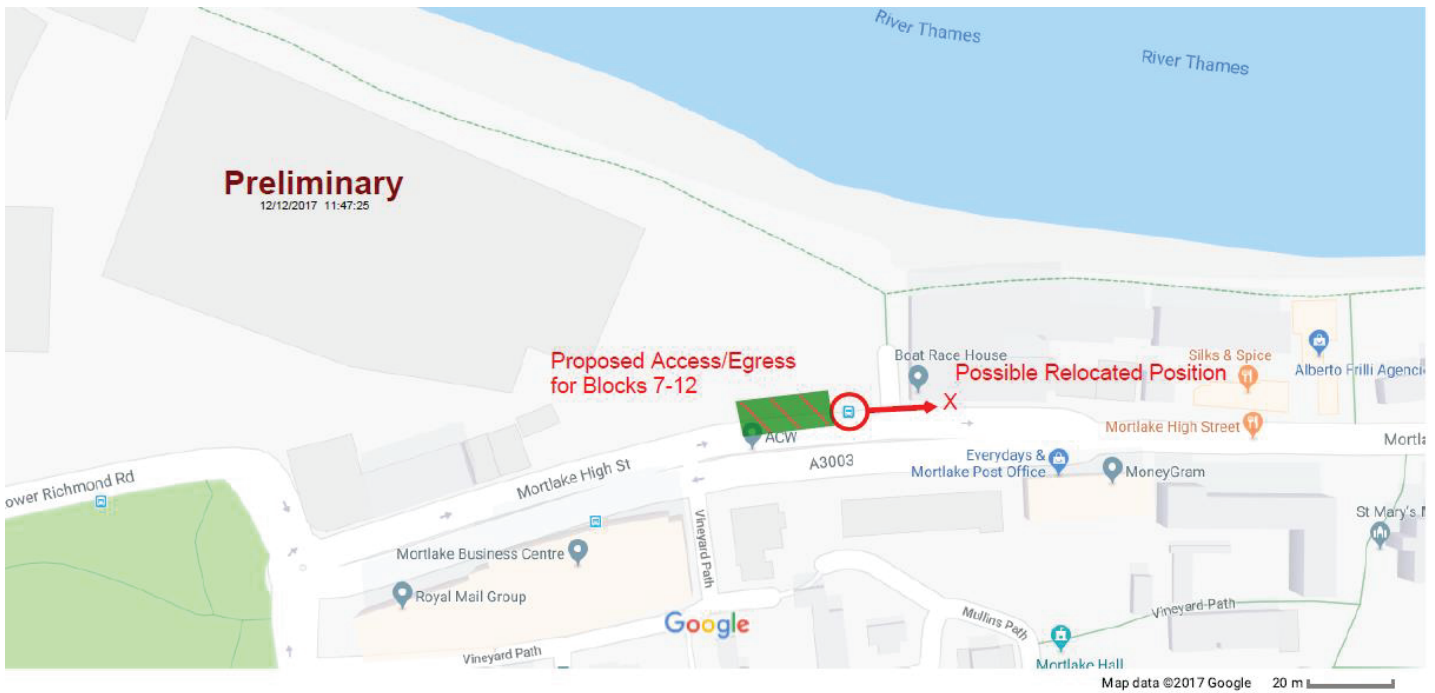 River Thames
River Thames
Preliminary
12/12/2017 11:47:25
Proposed Access/Egress
for Blocks 7-12
Boat Race House
Possible Relocated Position
X
Silks & Spice
Alberto Frilli Agenci
ACW
Mortlake High Street
Mortla
A3003
Everydays &
Mortlake Post Office
MoneyGram
ower Richmond Rd
Mortlake High St
St Mary's
Vineyard Path
Mortlake Business Centre
Royal Mail Group
Google
Mullins Path
Vineyard Path
Vineyard Path
Mortlake Hall
Map data ©2017 Google 20 m